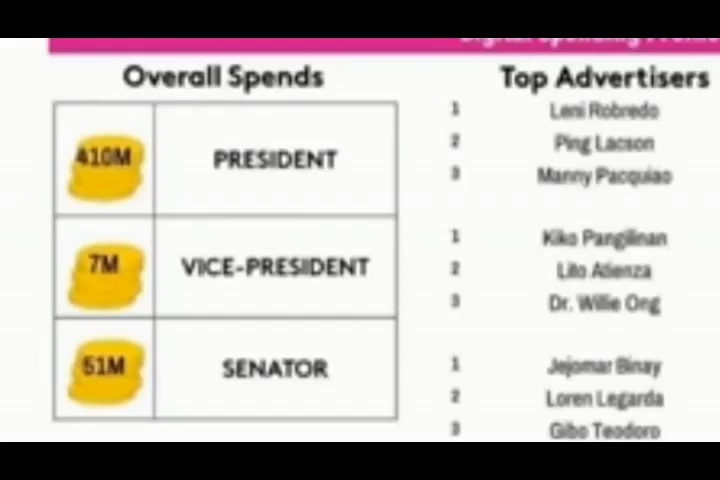 Overall Spends
410M
PRESIDENT
7M
VICE-PRESIDENT
51M
SENATOR
Top Advertisers
1 Leni Robredo
2 Ping Lacson
3 Manny Pacquiao
1 Kiko Pangilinan
2 Lito Atienza
3 Dr. Willie Ong
1 Jejomar Binay
2 Loren Legarda
3 Gibo Teodoro